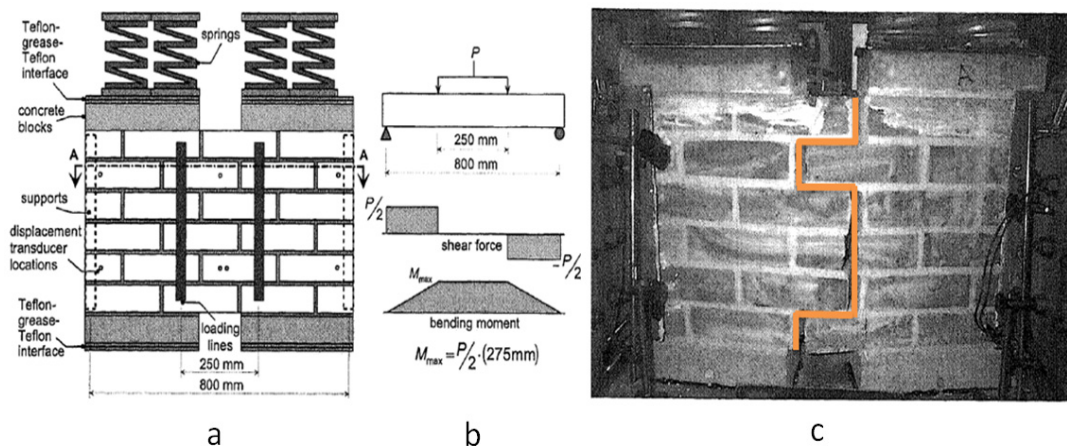 Teflon-
grease-
Teflon
interface
springs
concrete
blocks
A
A
supports
displacement
transducer
locations
Teflon-
grease-
Teflon
interface
loading
lines
250 mm
800 mm
a
P
250 mm
800 mm
P/2
shear force
-P/2
Mmax
bending moment
Mmax = P/2 · (275mm)
b
A
c